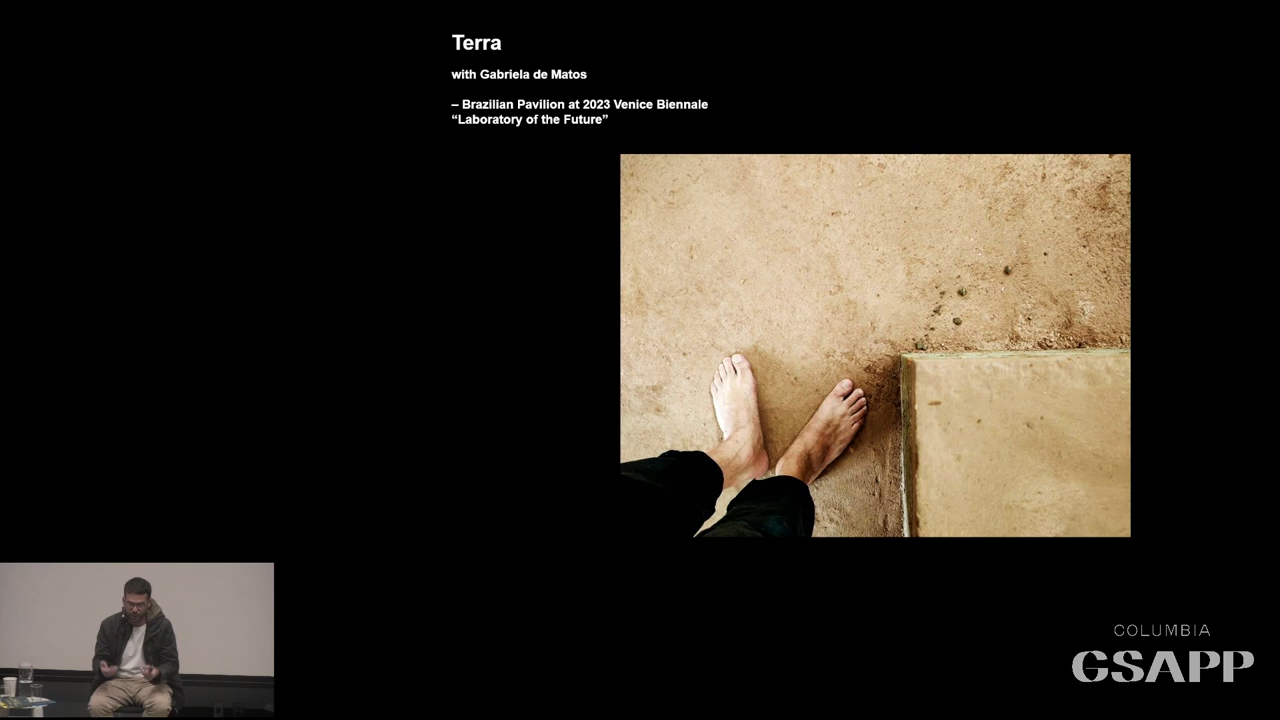 Terra
with Gabriela de Matos
– Brazilian Pavilion at 2023 Venice Biennale
“Laboratory of the Future”
COLUMBIA
GSAPP